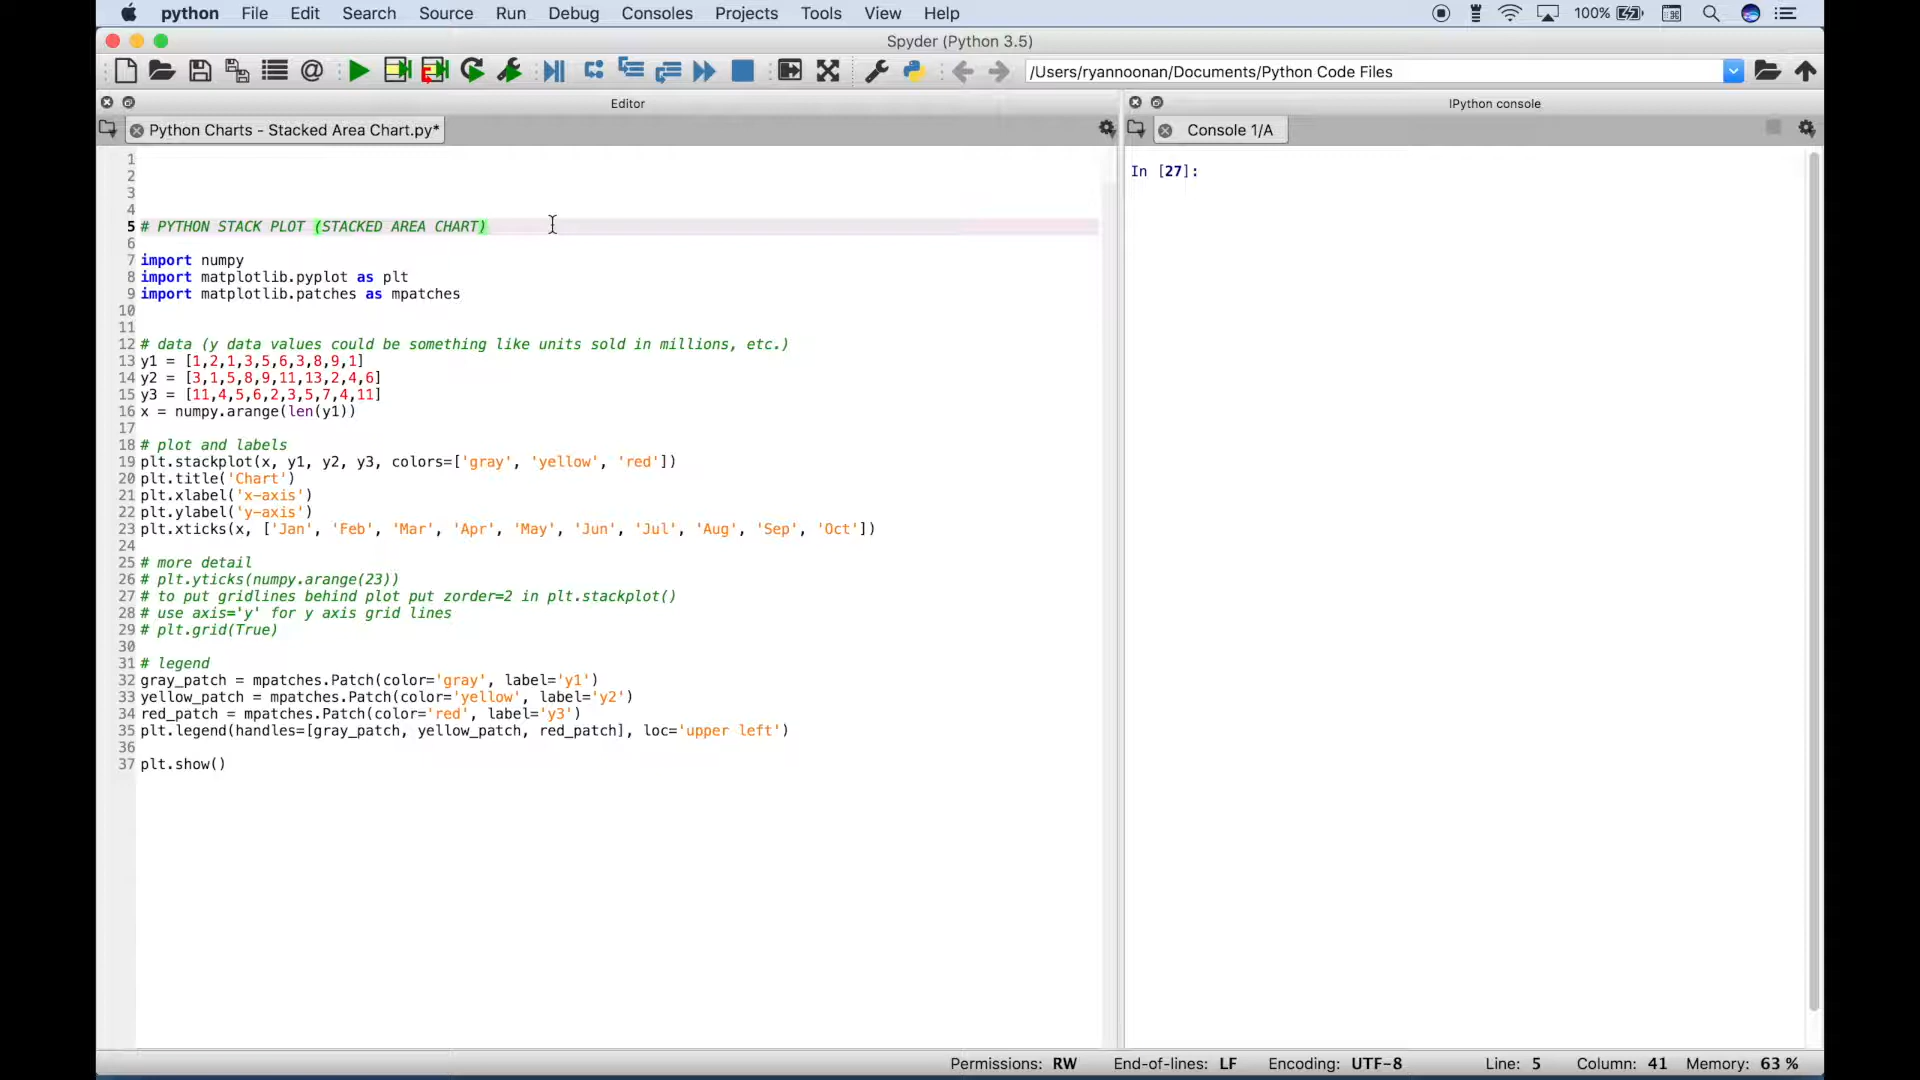 python File Edit Search Source Run Debug Consoles Projects Tools View Help 100%
Spyder (Python 3.5)
/Users/ryannoonan/Documents/Python Code Files
Editor
IPython console
Python Charts - Stacked Area Chart.py*
Console 1/A
In [27]:
1
2
3
4
5 # PYTHON STACK PLOT (STACKED AREA CHART)
6
7 import numpy
8 import matplotlib.pyplot as plt
9 import matplotlib.patches as mpatches
10
11
12 # data (y data values could be something like units sold in millions, etc.)
13 y1 = [1,2,1,3,5,6,3,8,9,1]
14 y2 = [3,1,5,8,9,11,13,2,4,6]
15 y3 = [11,4,5,6,2,3,5,7,4,11]
16 x = numpy.arange(len(y1))
17
18 # plot and labels
19 plt.stackplot(x, y1, y2, y3, colors=['gray', 'yellow', 'red'])
20 plt.title('Chart')
21 plt.xlabel('x-axis')
22 plt.ylabel('y-axis')
23 plt.xticks(x, ['Jan', 'Feb', 'Mar', 'Apr', 'May', 'Jun', 'Jul', 'Aug', 'Sep', 'Oct'])
24
25 # more detail
26 # plt.yticks(numpy.arange(23))
27 # to put gridlines behind plot put zorder=2 in plt.stackplot()
28 # use axis='y' for y axis grid lines
29 # plt.grid(True)
30
31 # legend
32 gray_patch = mpatches.Patch(color='gray', label='y1')
33 yellow_patch = mpatches.Patch(color='yellow', label='y2')
34 red_patch = mpatches.Patch(color='red', label='y3')
35 plt.legend(handles=[gray_patch, yellow_patch, red_patch], loc='upper left')
36
37 plt.show()
Permissions: RW End-of-lines: LF Encoding: UTF-8 Line: 5 Column: 41 Memory: 63 %